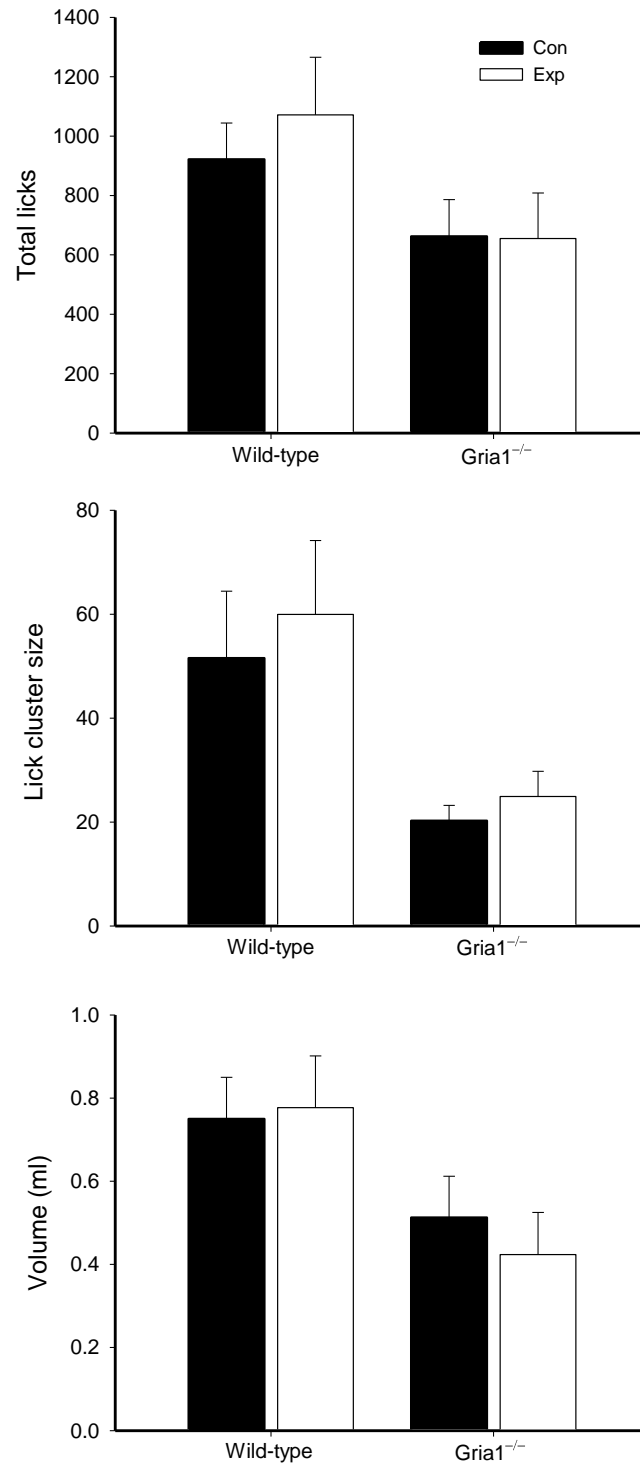 1400
1200
1000
800
600
400
200
0
Total licks
Con
Exp
Wild-type
Gria1⁻/⁻
80
60
40
20
0
Lick cluster size
Wild-type
Gria1⁻/⁻
1.0
0.8
0.6
0.4
0.2
0.0
Volume (ml)
Wild-type
Gria1⁻/⁻